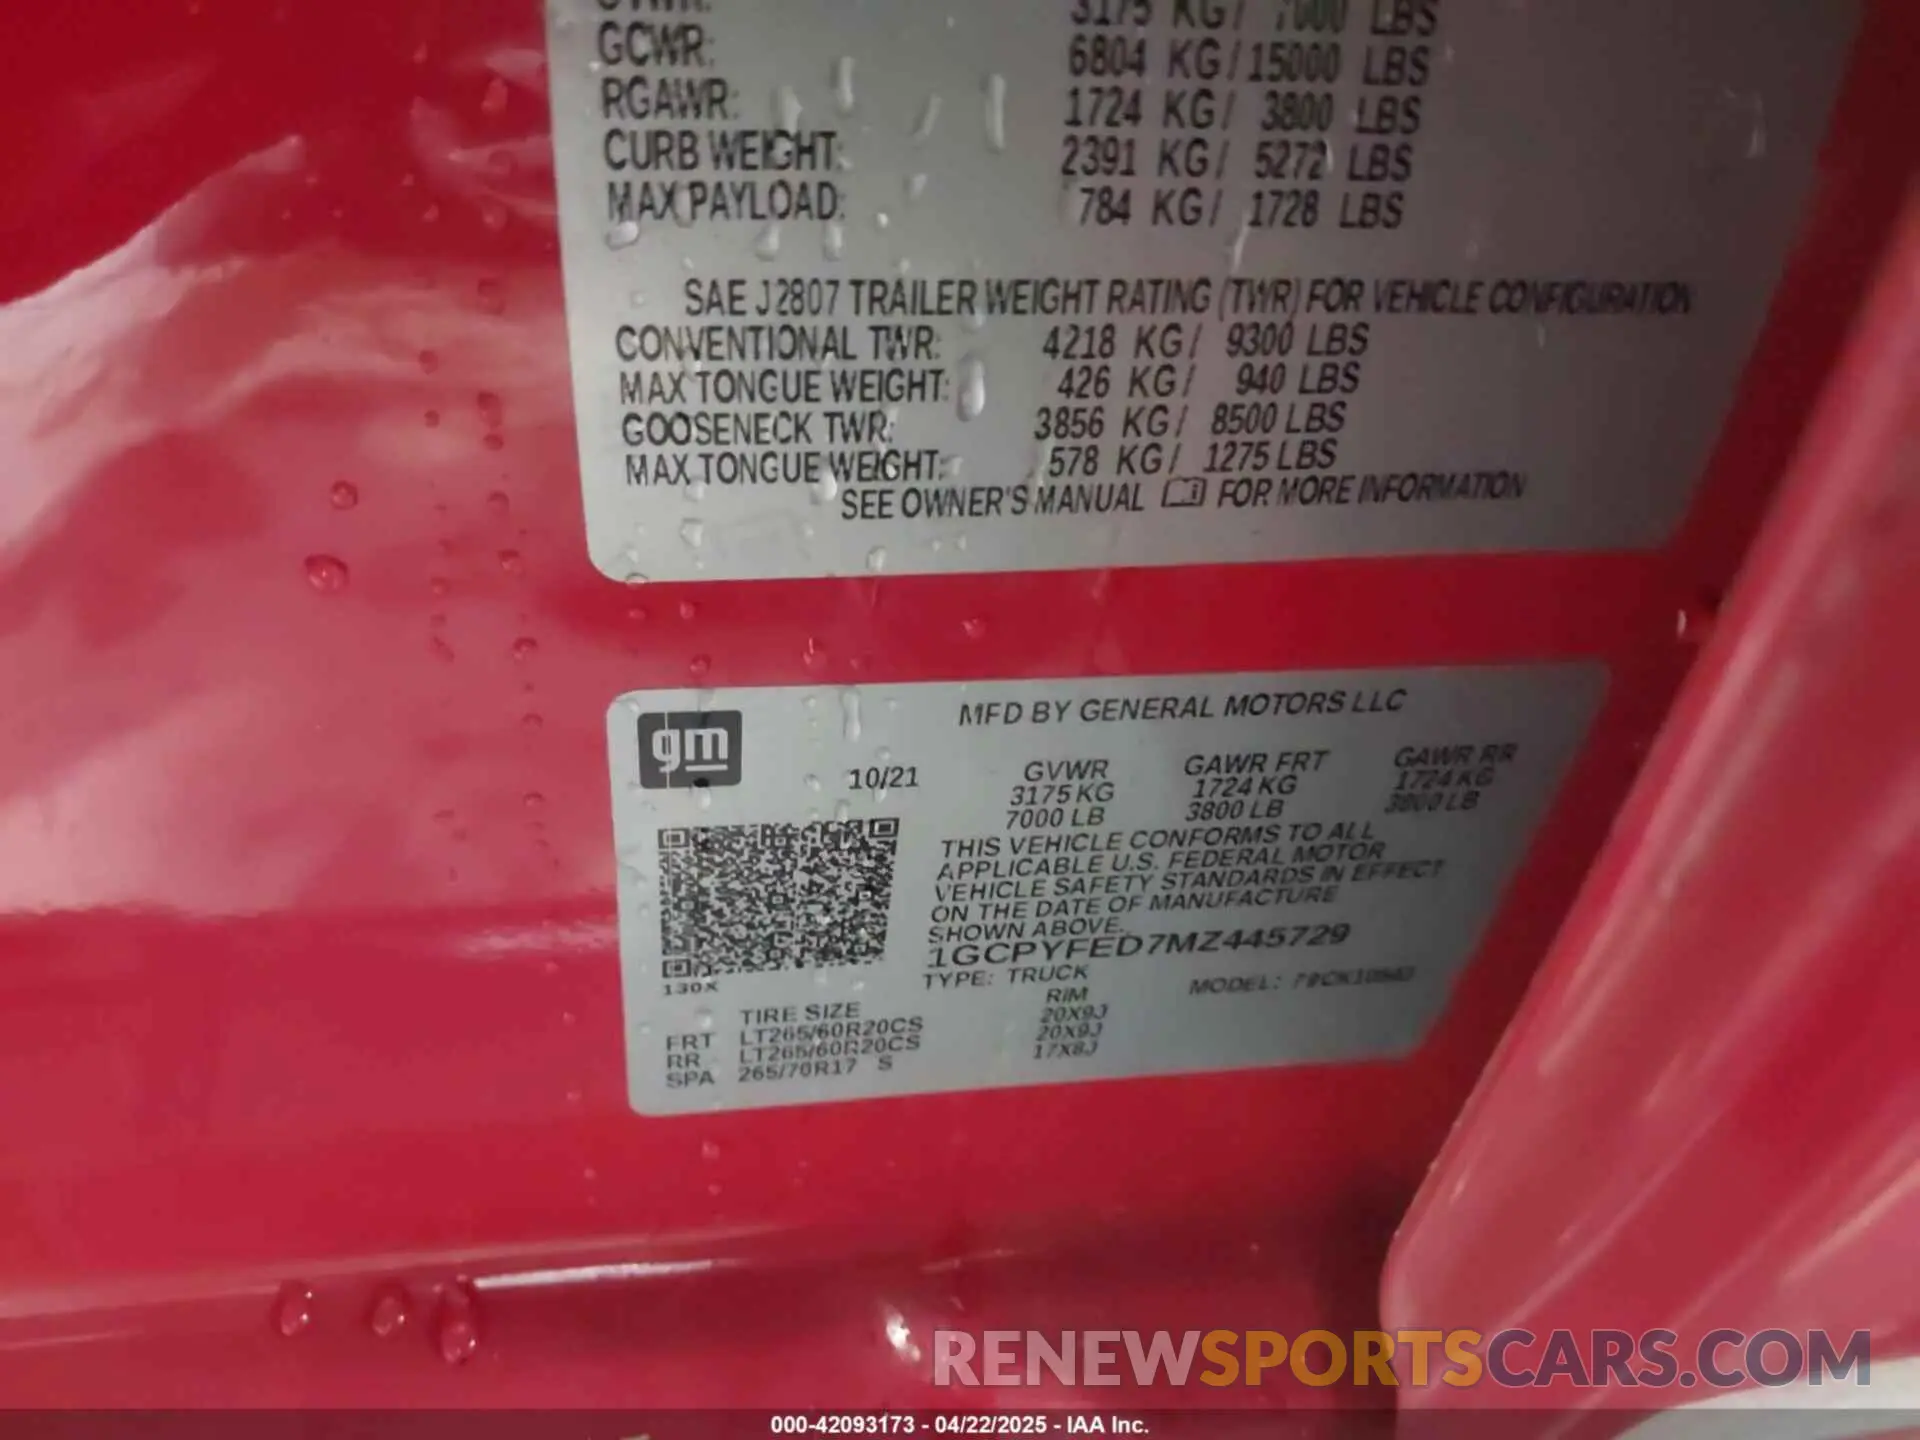 3175 KG/ 7000 LBS
GCWR: 6804 KG/15000 LBS
RGAWR: 1724 KG/ 3800 LBS
CURB WEIGHT: 2391 KG/ 5272 LBS
MAX PAYLOAD: 784 KG/ 1728 LBS
SAE J2807 TRAILER WEIGHT RATING (TWR) FOR VEHICLE CONFIGURATION
CONVENTIONAL TWR: 4218 KG/ 9300 LBS
MAX TONGUE WEIGHT: 426 KG/ 940 LBS
GOOSENECK TWR: 3856 KG/ 8500 LBS
MAX TONGUE WEIGHT: 578 KG/ 1275 LBS
SEE OWNER'S MANUAL FOR MORE INFORMATION
gm
MFD BY GENERAL MOTORS LLC
10/21 GVWR GAWR FRT GAWR RR
3175 KG 1724 KG 1724 KG
7000 LB 3800 LB 3800 LB
THIS VEHICLE CONFORMS TO ALL
APPLICABLE U.S. FEDERAL MOTOR
VEHICLE SAFETY STANDARDS IN EFFECT
ON THE DATE OF MANUFACTURE
SHOWN ABOVE.
1GCPYFED7MZ445729
130X TYPE: TRUCK MODEL:
TIRE SIZE RIM
FRT LT265/60R20CS 20X9J
RR LT265/60R20CS 20X9J
SPA 265/70R17 S 17X8J
RENEWSPORTSCARS.COM
000-42093173 - 04/22/2025 - IAA Inc.